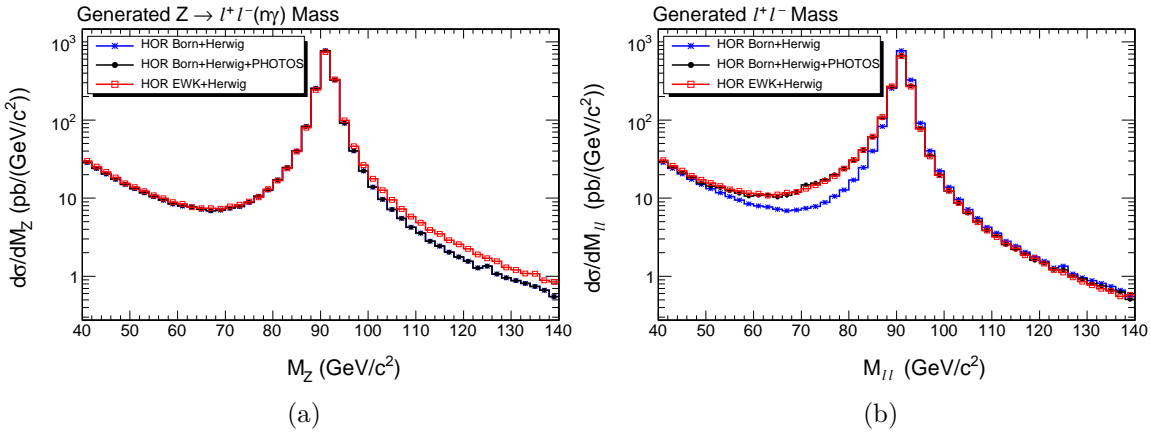 Generated Z → l⁺ l⁻(nγ) Mass
HOR Born+Herwig
HOR Born+Herwig+PHOTOS
HOR EWK+Herwig
10³
10²
10
1
dσ/dM_Z (pb/(GeV/c²))
40 50 60 70 80 90 100 110 120 130 140
M_Z (GeV/c²)
(a)
Generated l⁺ l⁻ Mass
HOR Born+Herwig
HOR Born+Herwig+PHOTOS
HOR EWK+Herwig
10³
10²
10
1
dσ/dM_ll (pb/(GeV/c²))
40 50 60 70 80 90 100 110 120 130 140
M_ll (GeV/c²)
(b)